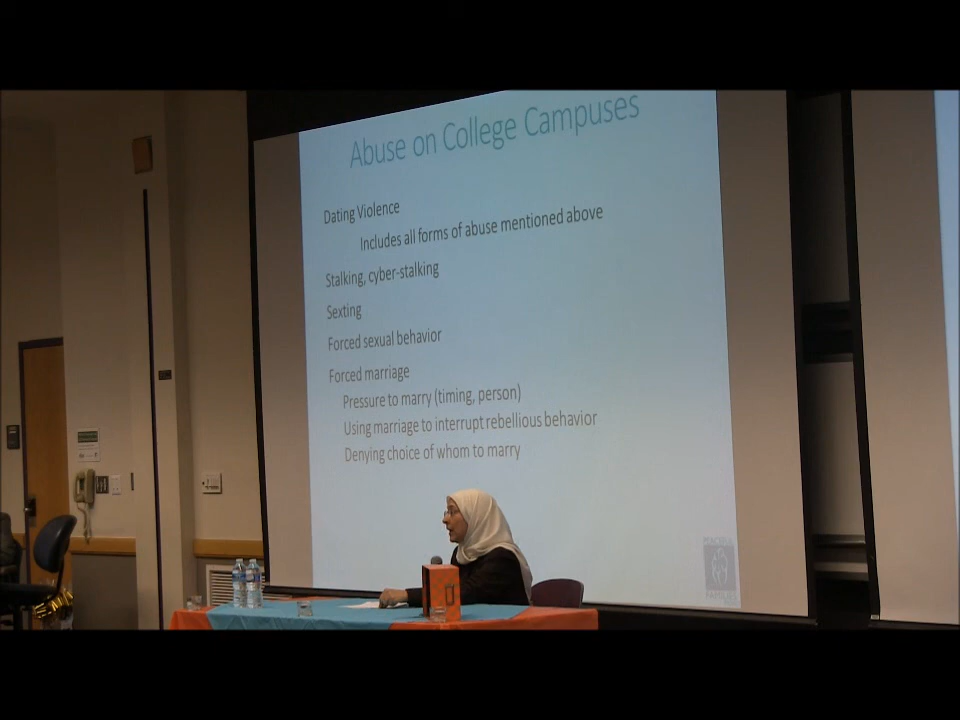 Abuse on College Campuses
Dating Violence
Includes all forms of abuse mentioned above
Stalking, cyber-stalking
Sexting
Forced sexual behavior
Forced marriage
Pressure to marry (timing, person)
Using marriage to interrupt rebellious behavior
Denying choice of whom to marry
PEACEFUL
FAMILIES